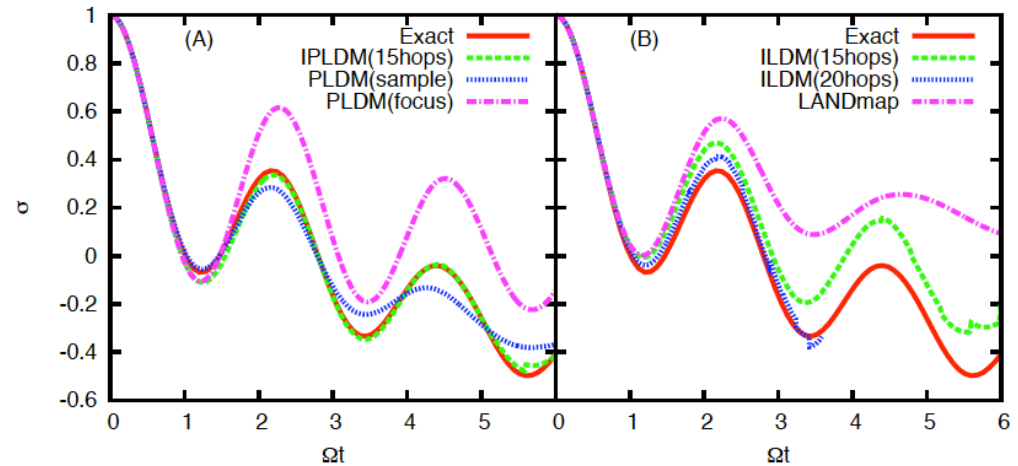 (A)
Exact
IPLDM(15hops)
PLDM(sample)
PLDM(focus)
(B)
Exact
ILDM(15hops)
ILDM(20hops)
LANDmap
1
0.8
0.6
0.4
0.2
0
-0.2
-0.4
-0.6
σ
0 1 2 3 4 5 0 1 2 3 4 5 6
Ωt Ωt